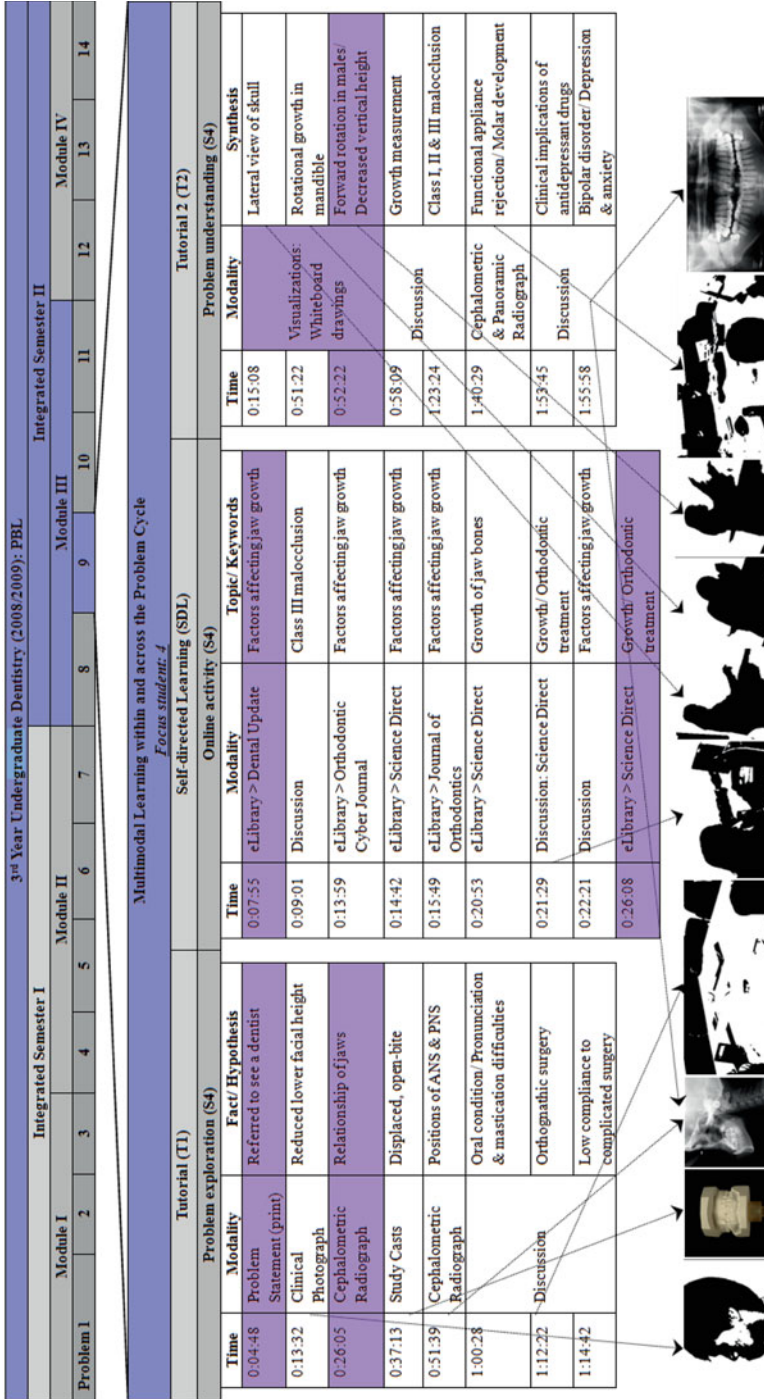 3rd Year Undergraduate Dentistry (2008/2009): PBL
Integrated Semester I
Integrated Semester II
Module I
Module II
Module III
Module IV
Problem 1
2
3
4
5
6
7
8
9
10
11
12
13
14
Multimodal Learning within and across the Problem Cycle
Focus student: 4
Tutorial (T1)
Problem exploration (S4)
Time
Modality
Fact/ Hypothesis
0:04:48
Problem
Statement (print)
Referred to see a dentist
0:13:32
Clinical
Photograph
Reduced lower facial height
0:26:05
Cephalometric
Radiograph
Relationship of jaws
0:37:13
Study Casts
Displaced, open-bite
0:51:39
Cephalometric
Radiograph
Positions of ANS & PNS
1:00:28
Oral condition/ Pronunciation
& mastication difficulties
1:12:22
Discussion
Orthognathic surgery
1:14:42
Low compliance to
complicated surgery
Self-directed Learning (SDL)
Online activity (S4)
Time
Modality
Topic/ Keywords
0:07:55
eLibrary > Dental Update
Factors affecting jaw growth
0:09:01
Discussion
Class III malocclusion
0:13:59
eLibrary > Orthodontic
Cyber Journal
Factors affecting jaw growth
0:14:42
eLibrary > Science Direct
Factors affecting jaw growth
0:15:49
eLibrary > Journal of
Orthodontics
Factors affecting jaw growth
0:20:53
eLibrary > Science Direct
Growth of jaw bones
0:21:29
Discussion: Science Direct
Growth/ Orthodontic
treatment
0:22:21
Discussion
Factors affecting jaw growth
0:26:08
eLibrary > Science Direct
Growth/ Orthodontic
treatment
Tutorial 2 (T2)
Problem understanding (S4)
Time
Modality
Synthesis
0:15:08
Lateral view of skull
0:51:22
Visualizations:
Whiteboard
drawings
Rotational growth in
mandible
0:52:22
Forward rotation in males/
Decreased vertical height
0:58:09
Discussion
Growth measurement
1:23:24
Class I, II & III malocclusion
1:40:29
Cephalometric
& Panoramic
Radiograph
Functional appliance
rejection/ Molar development
1:53:45
Discussion
Clinical implications of
antidepressant drugs
1:55:58
Bipolar disorder/ Depression
& anxiety